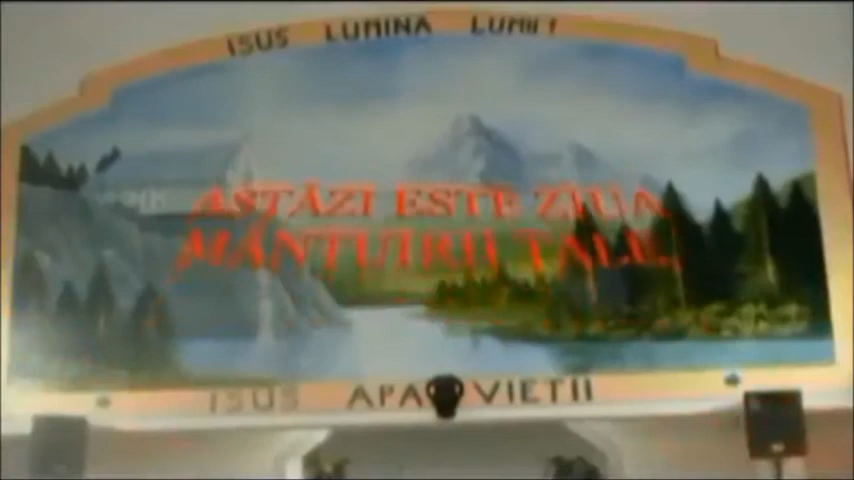 ISUS LUMINA LUMII!
ASTĂZI ESTE ZIUA
MÂNTUIRII TALE.
ISUS APA VIETII